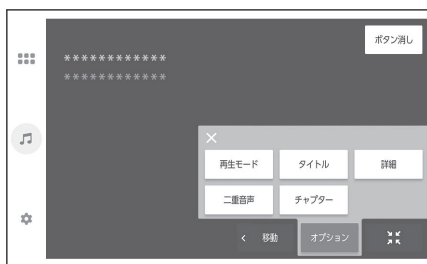 ボタン消し
************
************
再生モード
タイトル
詳細
二重音声
チャプター
移動
オプション